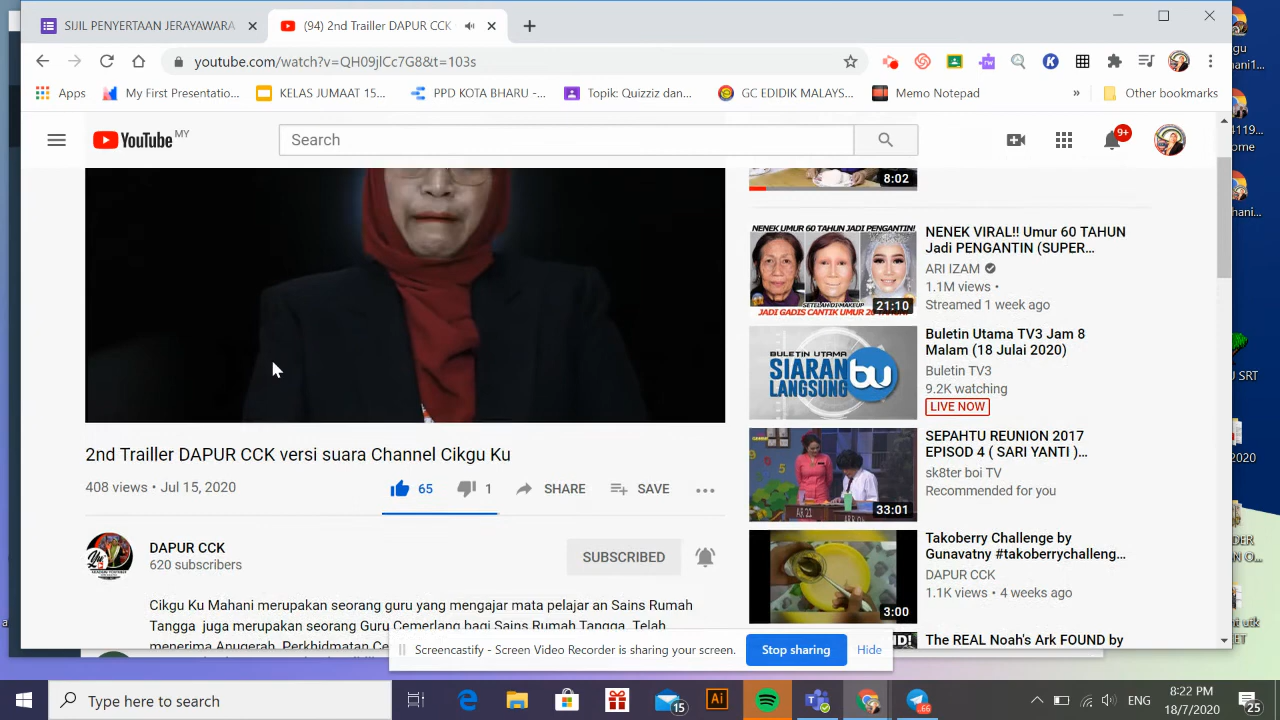 SIJIL PENYERTAAN JERAYAWARA
(94) 2nd Trailler DAPUR CCK
youtube.com/watch?v=QH09jlCc7G8&t=103s
Apps
My First Presentatio...
KELAS JUMAAT 15...
PPD KOTA BHARU -...
Topik: Quizziz dan...
GC EDIDIK MALAYS...
Memo Notepad
»
Other bookmarks
YouTube MY
Search
9+
8:02
NENEK UMUR 60 TAHUN JADI PENGANTIN!
SETELAH DI-MAKEUP
21:10
NENEK VIRAL!! Umur 60 TAHUN
Jadi PENGANTIN (SUPER...
ARI IZAM
1.1M views •
Streamed 1 week ago
BULETIN UTAMA
SIARAN
LANGSUNG
bu
Buletin Utama TV3 Jam 8
Malam (18 Julai 2020)
Buletin TV3
9.2K watching
LIVE NOW
2nd Trailler DAPUR CCK versi suara Channel Cikgu Ku
408 views • Jul 15, 2020
65
1
SHARE
SAVE
33:01
SEPAHTU REUNION 2017
EPISOD 4 ( SARI YANTI )...
sk8ter boi TV
Recommended for you
DAPUR CCK
620 subscribers
SUBSCRIBED
3:00
Takoberry Challenge by
Gunavatny #takoberrychalleng...
DAPUR CCK
1.1K views • 4 weeks ago
Cikgu Ku Mahani merupakan seorang guru yang mengajar mata pelajar an Sains Rumah
Tangga juga merupakan seorang Guru Cemerlang bagi Sains Rumah Tangga. Telah
The REAL Noah's Ark FOUND by
Screencastify - Screen Video Recorder is sharing your screen.
Stop sharing
Hide
Type here to search
15
Ai
66
ENG
8:22 PM
18/7/2020
25